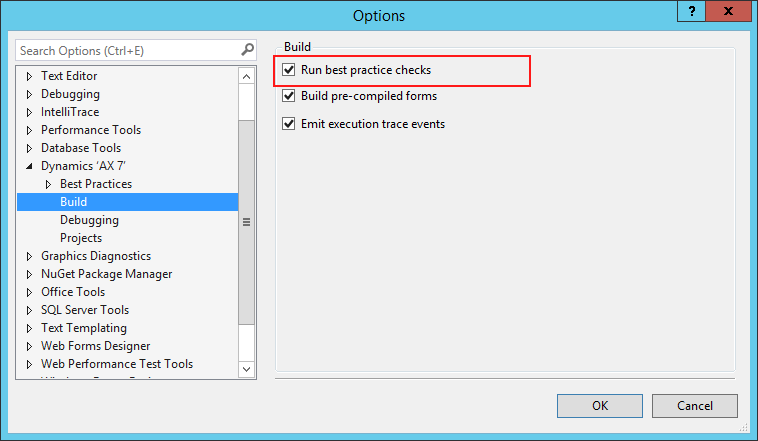 Options
?
Search Options (Ctrl+E)
Text Editor
Debugging
IntelliTrace
Performance Tools
Database Tools
Dynamics 'AX 7'
Best Practices
Build
Debugging
Projects
Graphics Diagnostics
NuGet Package Manager
Office Tools
SQL Server Tools
Text Templating
Web Forms Designer
Web Performance Test Tools
Build
Run best practice checks
Build pre-compiled forms
Emit execution trace events
OK
Cancel